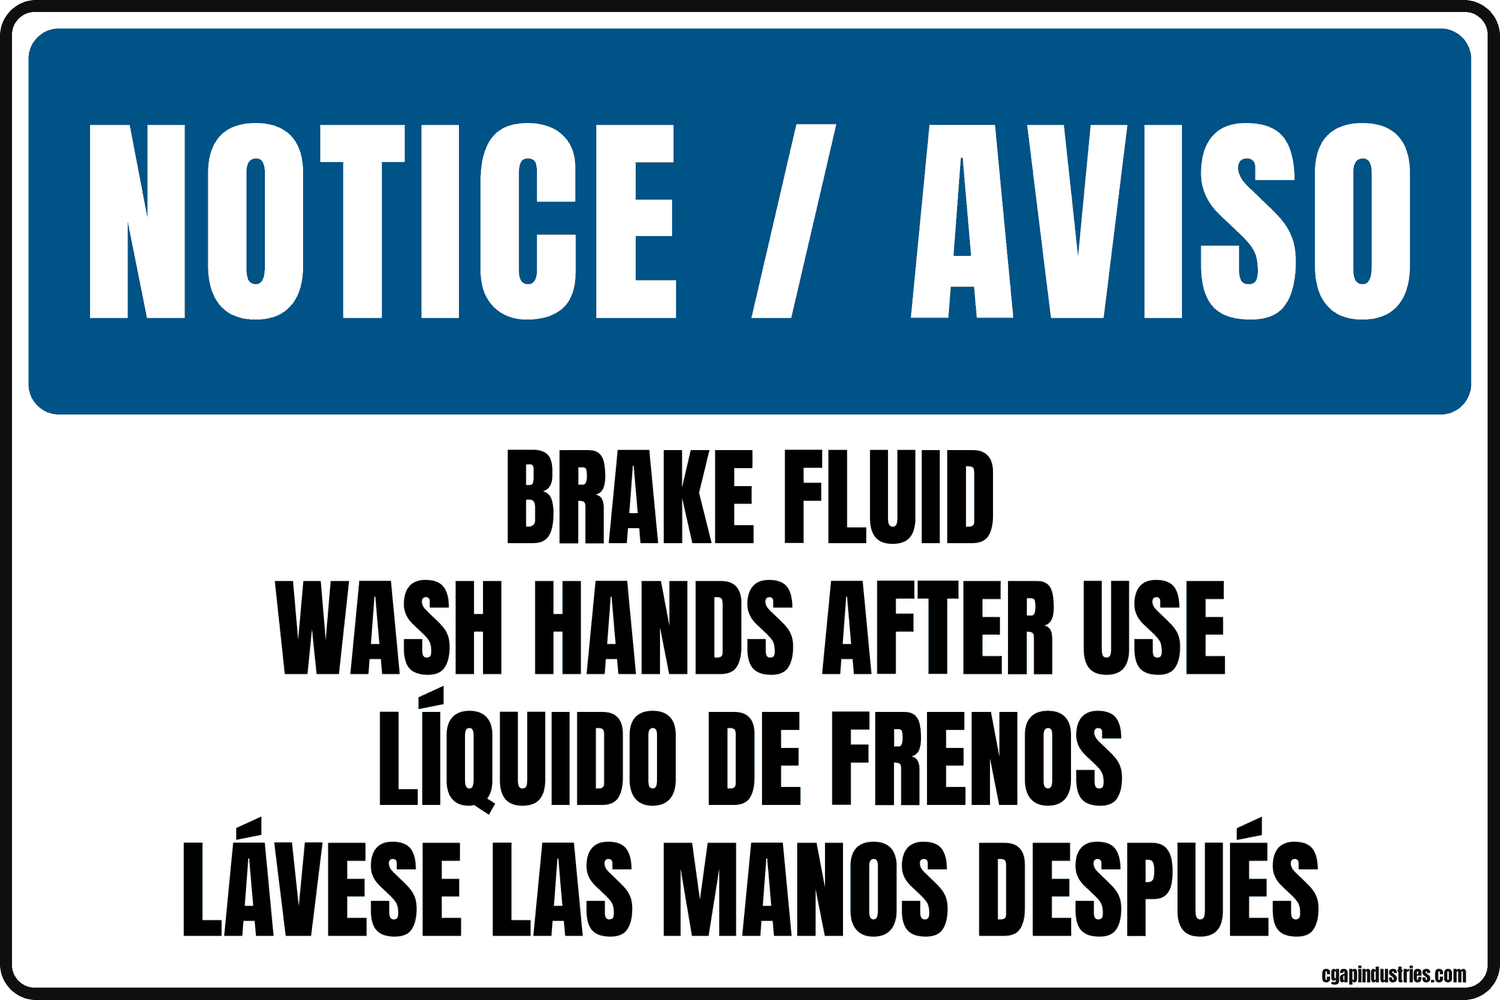 NOTICE / AVISO
BRAKE FLUID
WASH HANDS AFTER USE
LÍQUIDO DE FRENOS
LÁVESE LAS MANOS DESPUÉS
cgapindustries.com